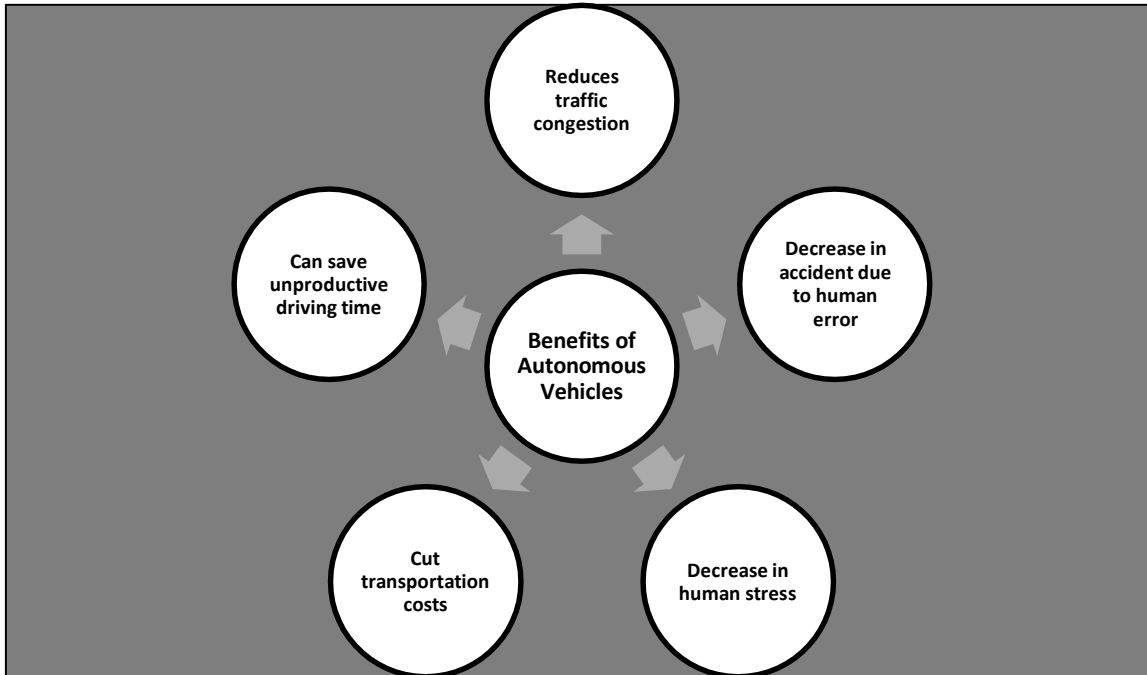 Reduces
traffic
congestion
Decrease in
accident due
to human
error
Decrease in
human stress
Cut
transportation
costs
Can save
unproductive
driving time
Benefits of
Autonomous
Vehicles